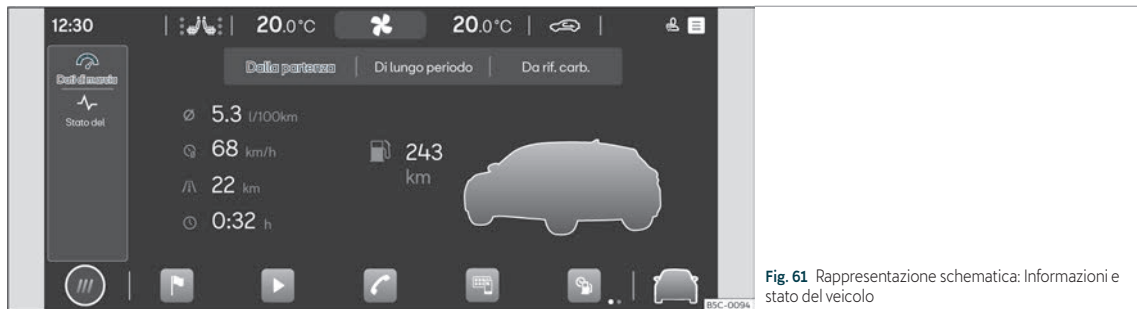 12:30
20.0°C
20.0°C
Dati di marcia
Stato del
Dalla partenza
Di lungo periodo
Da rif. carb.
Ø 5.3 l/100km
68 km/h
22 km
0:32 h
243
km
B5C-0094
Fig. 61 Rappresentazione schematica: Informazioni e
stato del veicolo